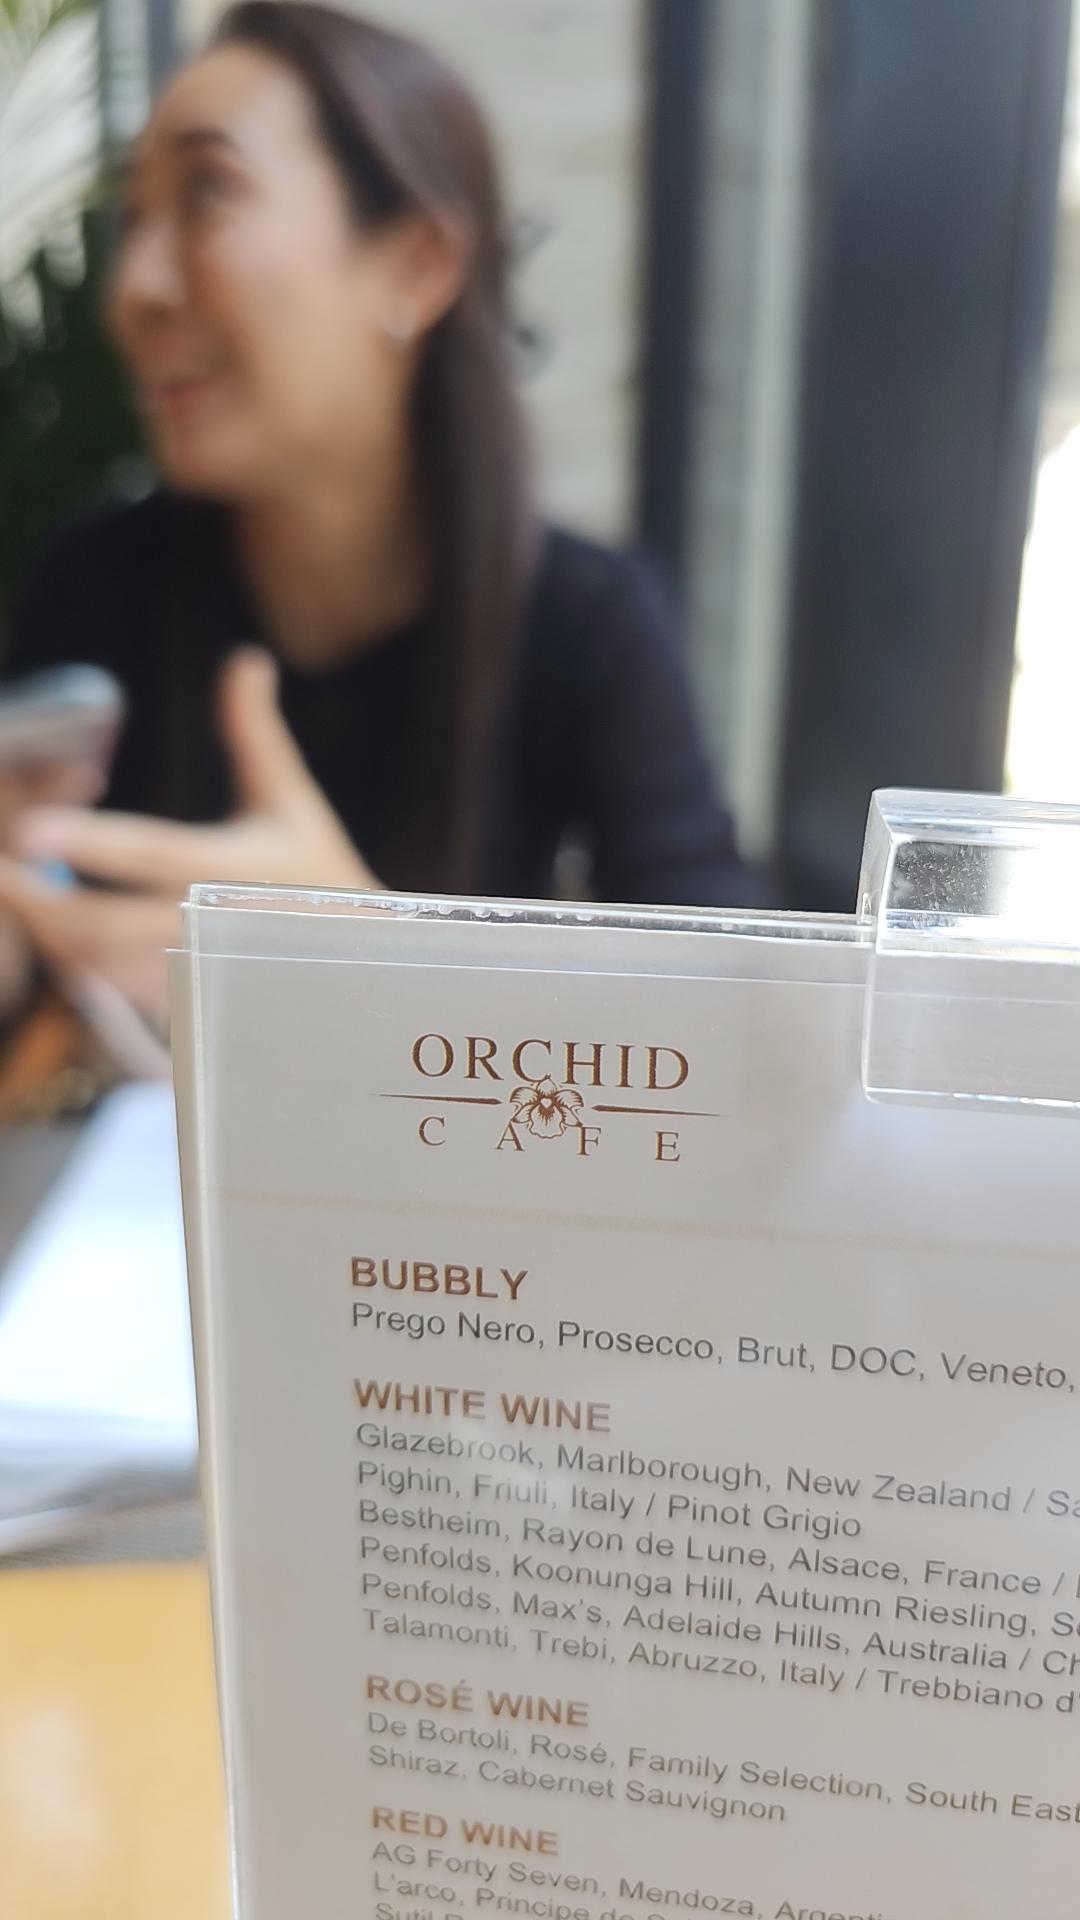 ORCHID
CAFE
BUBBLY
Prego Nero, Prosecco, Brut, DOC, Veneto,
WHITE WINE
Glazebrook, Marlborough, New Zealand /
Pighin, Friuli, Italy / Pinot Grigio
Bestheim, Rayon de Lune, Alsace, France /
Penfolds, Koonunga Hill, Autumn Riesling,
Penfolds, Max's, Adelaide Hills, Australia /
Talamonti, Trebi, Abruzzo, Italy / Trebbiano d'
ROSÉ WINE
De Bortoli, Rosé, Family Selection, South East
Shiraz, Cabernet Sauvignon
RED WINE
AG Forty Seven, Mendoza,
L'arco, Principe de